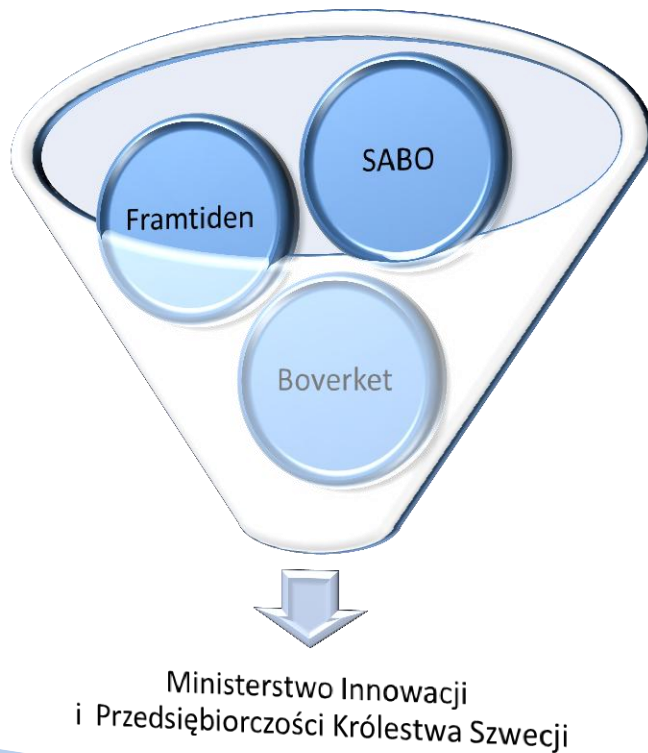 SABO
Framtiden
Boverket
Ministerstwo Innowacji
i Przedsiębiorczości Królestwa Szwecji